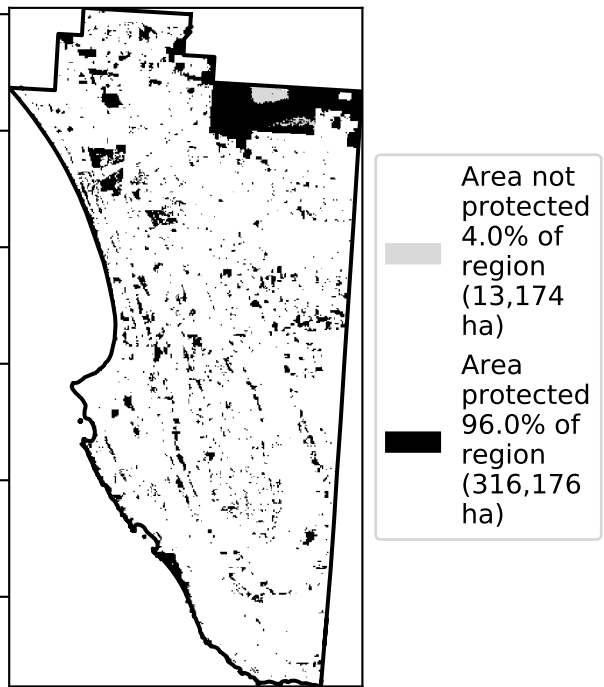 Area not
protected
4.0% of
region
(13,174
ha)
Area
protected
96.0% of
region
(316,176
ha)